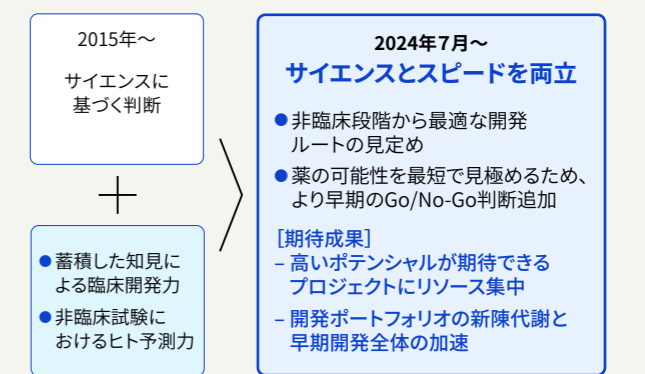 2015年〜
サイエンスに
基づく判断
●蓄積した知見に
よる臨床開発力
●非臨床試験に
おけるヒト予測力
2024年7月〜
サイエンスとスピードを両立
●非臨床段階から最適な開発
ルートの見定め
●薬の可能性を最短で見極めるため、
より早期のGo/No-Go判断追加
［期待成果］
– 高いポテンシャルが期待できる
プロジェクトにリソース集中
– 開発ポートフォリオの新陳代謝と
早期開発全体の加速